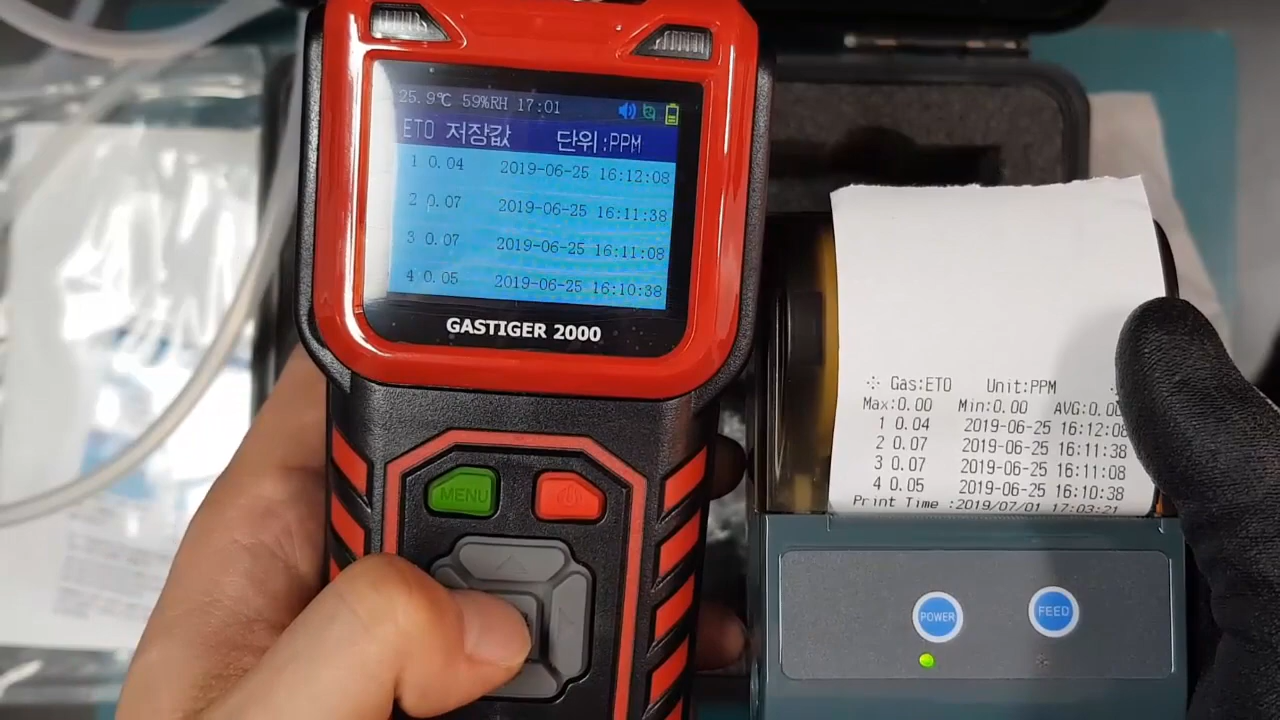 25.9℃ 59%RH 17:01
ETO 저장값 단위:PPM
1 0.04 2019-06-25 16:12:08
2 0.07 2019-06-25 16:11:38
3 0.07 2019-06-25 16:11:08
4 0.05 2019-06-25 16:10:38
GASTIGER 2000
MENU
Gas:ETO Unit:PPM
Max:0.00 Min:0.00 AVG:0.00
1 0.04 2019-06-25 16:12:08
2 0.07 2019-06-25 16:11:38
3 0.07 2019-06-25 16:11:08
4 0.05 2019-06-25 16:10:38
Print Time :2019/07/01 17:03:21
POWER
FEED